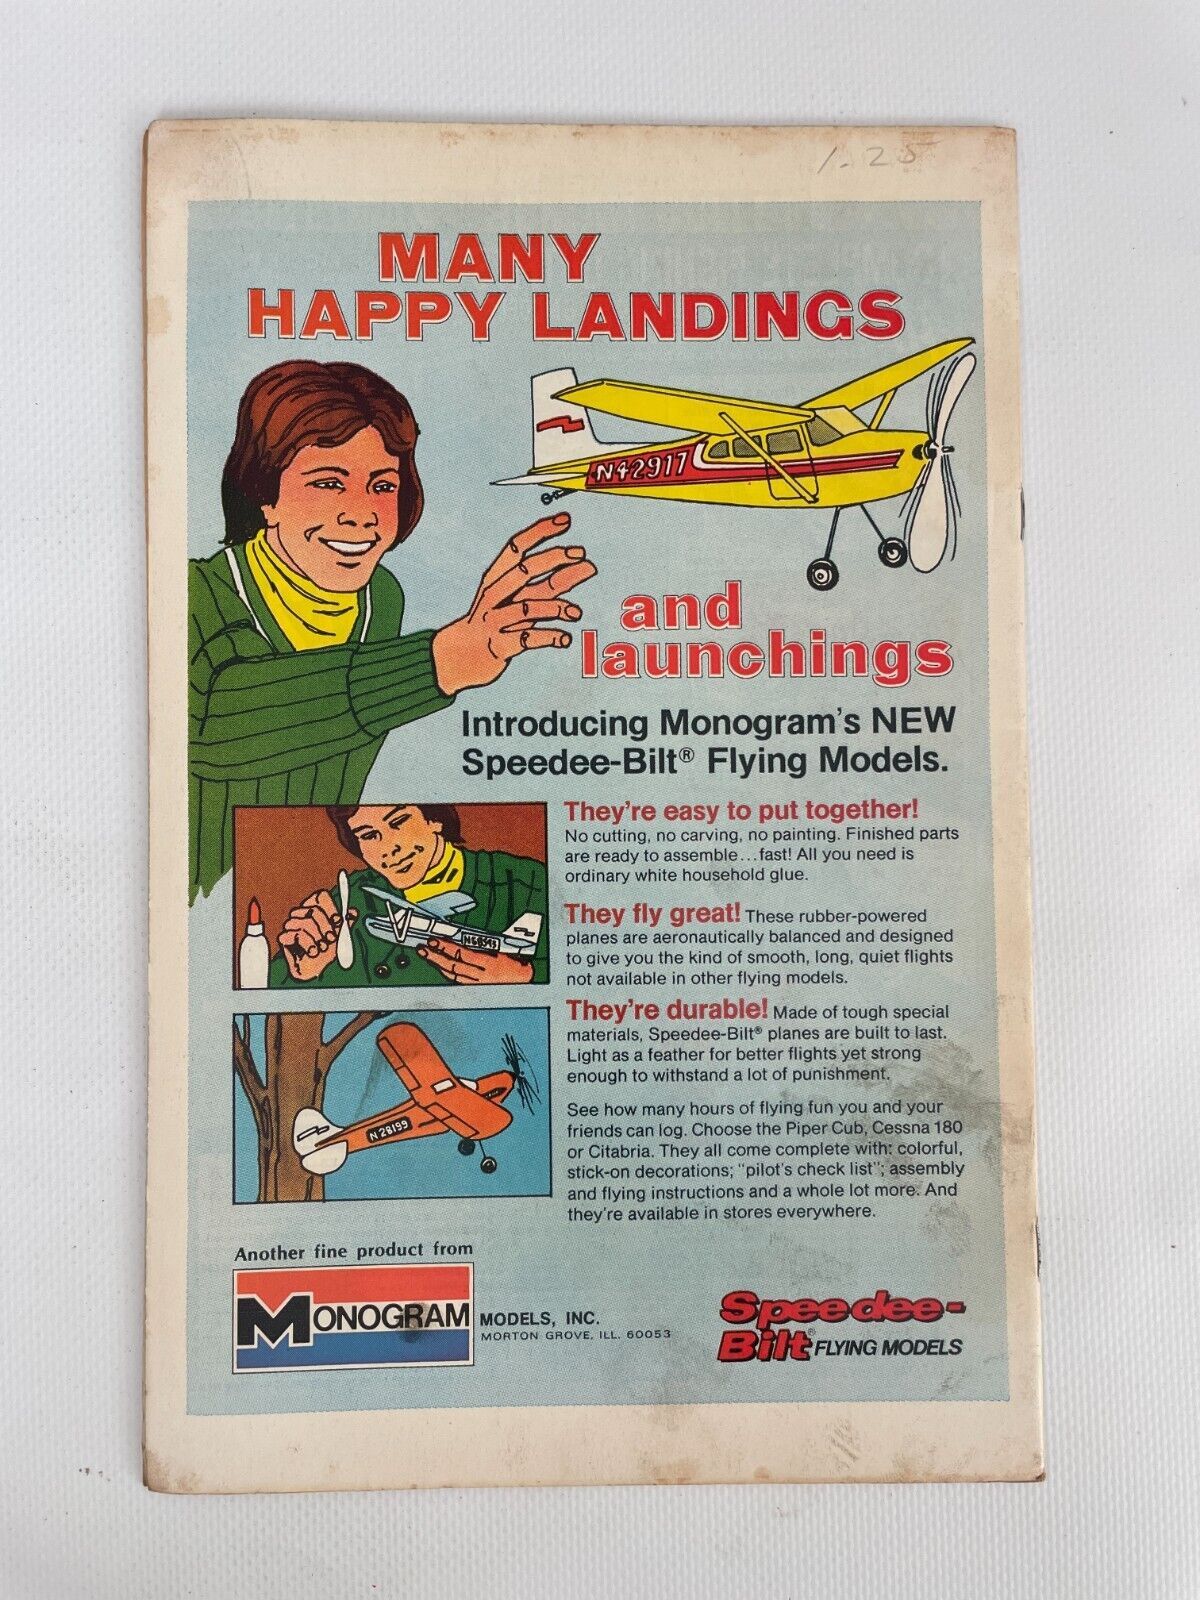 1.25
MANY
HAPPY LANDINGS
N42917
and
launchings
Introducing Monogram's NEW
Speedee-Bilt® Flying Models.
They're easy to put together!
No cutting, no carving, no painting. Finished parts
are ready to assemble...fast! All you need is
ordinary white household glue.
They fly great! These rubber-powered
planes are aeronautically balanced and designed
to give you the kind of smooth, long, quiet flights
not available in other flying models.
They're durable! Made of tough special
materials, Speedee-Bilt® planes are built to last.
Light as a feather for better flights yet strong
enough to withstand a lot of punishment.
N28199
See how many hours of flying fun you and your
friends can log. Choose the Piper Cub, Cessna 180
or Citabria. They all come complete with: colorful,
stick-on decorations; "pilot's check list"; assembly
and flying instructions and a whole lot more. And
they're available in stores everywhere.
Another fine product from
MONOGRAM MODELS, INC.
MORTON GROVE, ILL. 60053
Speedee-
Bilt® FLYING MODELS